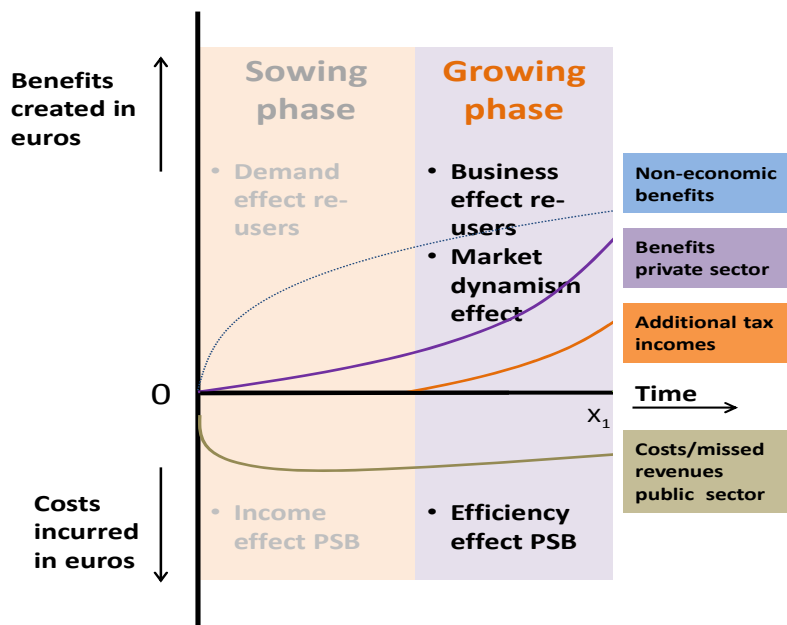 Benefits
created in
euros
Sowing
phase
• Demand
effect re-
users
Growing
phase
• Business
effect re-
users
• Market
dynamism
effect
Non-economic
benefits
Benefits
private sector
Additional tax
incomes
0
X1
Time
Costs/missed
revenues
public sector
Costs
incurred
in euros
• Income
effect PSB
• Efficiency
effect PSB